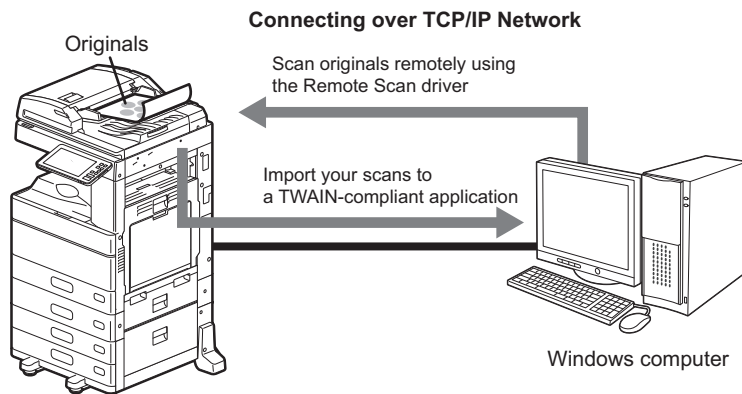 Connecting over TCP/IP Network
Originals
Scan originals remotely using
the Remote Scan driver
Import your scans to
a TWAIN-compliant application
Windows computer